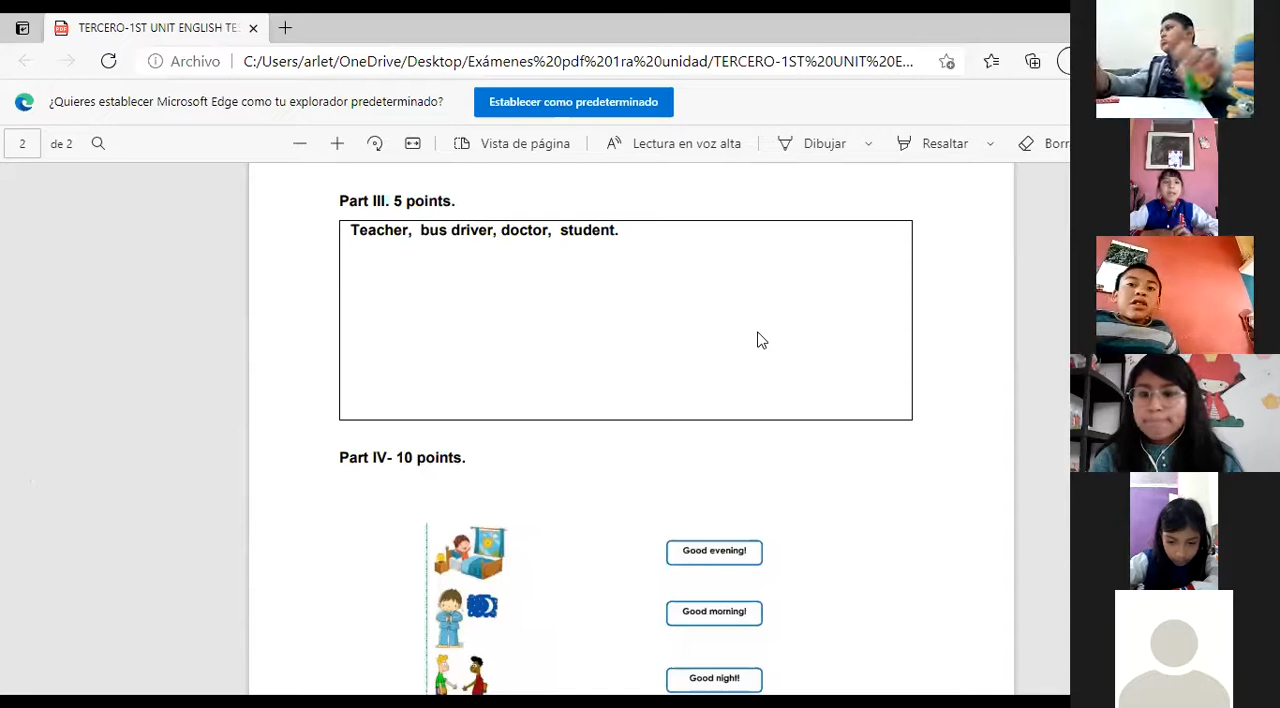 TERCERO-1ST UNIT ENGLISH TE
Archivo
C:/Users/arlet/OneDrive/Desktop/Exámenes%20pdf%201ra%20unidad/TERCERO-1ST%20UNIT%20E...
¿Quieres establecer Microsoft Edge como tu explorador predeterminado?
Establecer como predeterminado
2 de 2
Vista de página
Lectura en voz alta
Dibujar
Resaltar
Borr
Part III. 5 points.
Teacher, bus driver, doctor, student.
Part IV- 10 points.
Good evening!
Good morning!
Good night!